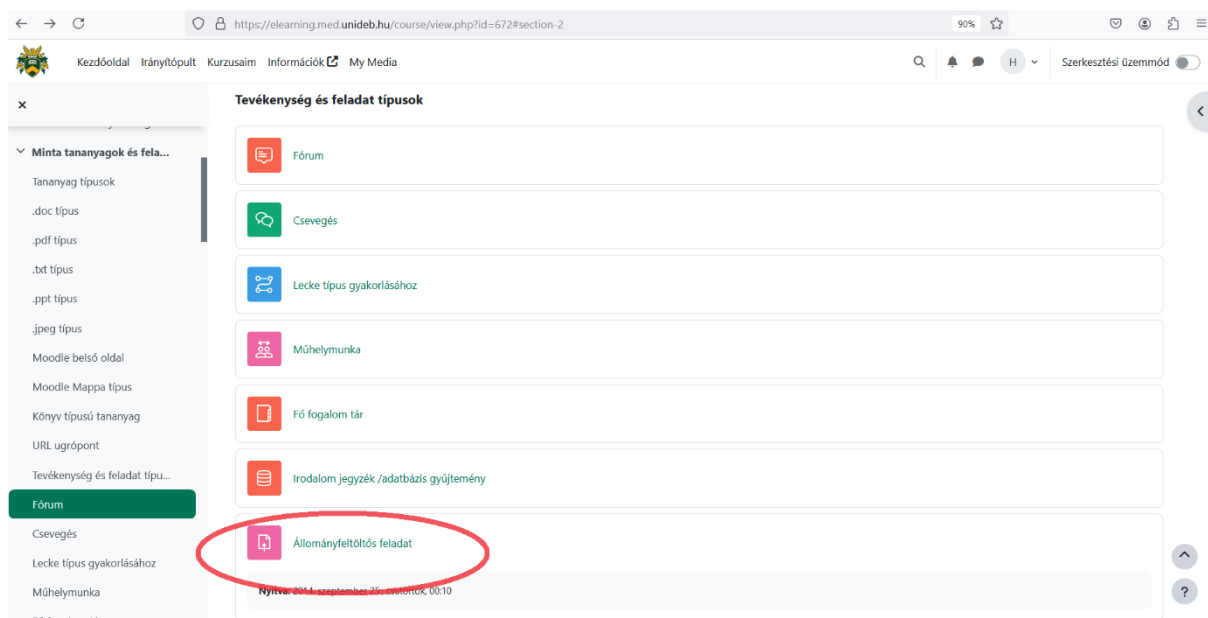 https://elearning.med.unideb.hu/course/view.php?id=672#section-2
90%
Kezdőoldal Irányítópult Kurzusaim Információk My Media
H
Szerkesztési üzemmód
Minta tananyagok és fela...
Tananyag típusok
.doc típus
.pdf típus
.txt típus
.ppt típus
.jpeg típus
Moodle belső oldal
Moodle Mappa típus
Könyv típusú tananyag
URL ugrópont
Tevékenység és feladat típu...
Fórum
Csevegés
Lecke típus gyakorlásához
Műhelymunka
Tevékenység és feladat típusok
Fórum
Csevegés
Lecke típus gyakorlásához
Műhelymunka
Fő fogalom tár
Irodalom jegyzék /adatbázis gyűjtemény
Állományfeltöltős feladat
Nyitva: 2014. szeptember 25., csütörtök, 00:10
?